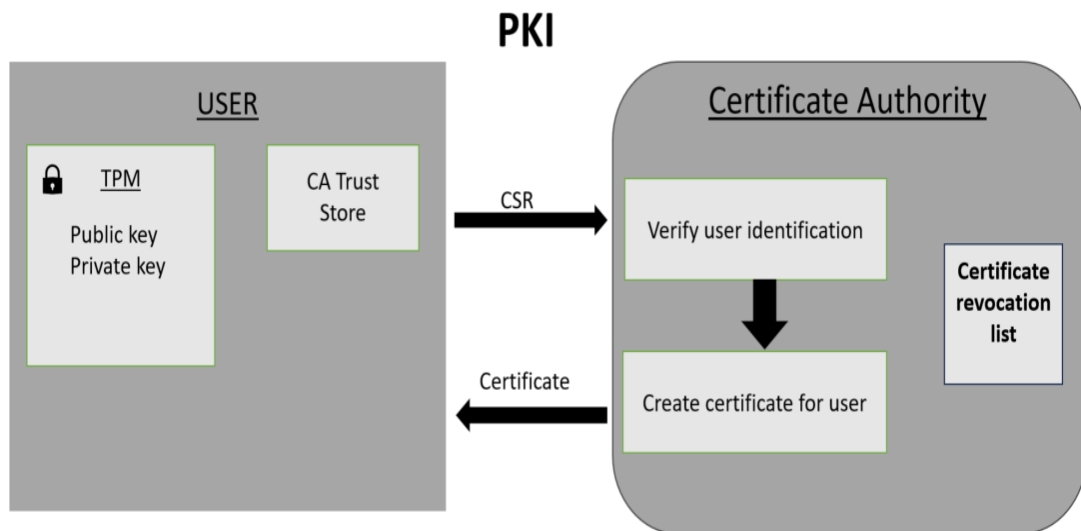 PKI
USER
TPM
Public key
Private key
CA Trust
Store
CSR
Certificate
Certificate Authority
Verify user identification
Create certificate for user
Certificate
revocation
list